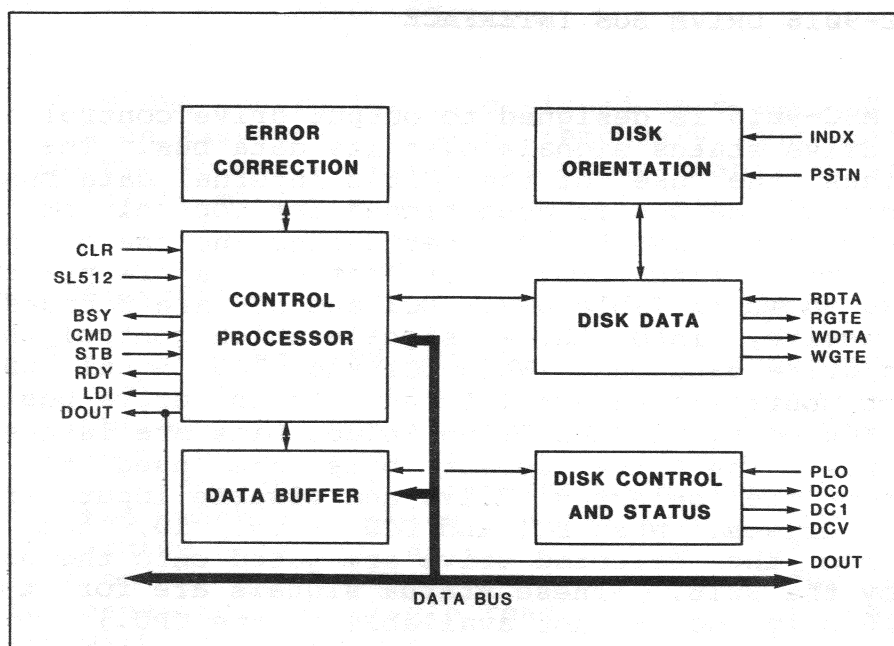 ERROR
CORRECTION
DISK
ORIENTATION
INDX
PSTN
CLR
SL512
BSY
CMD
STB
RDY
LDI
DOUT
CONTROL
PROCESSOR
DISK DATA
RDTA
RGTE
WDTA
WGTE
DATA BUFFER
DISK CONTROL
AND STATUS
PLO
DC0
DC1
DCV
DOUT
DATA BUS